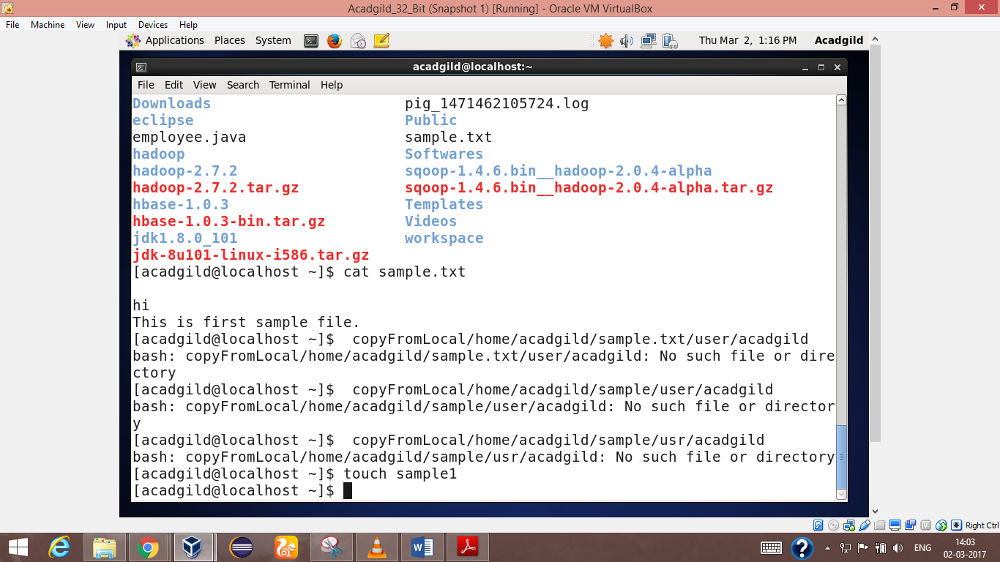 Acadgild_32_Bit (Snapshot 1) [Running] - Oracle VM VirtualBox
File Machine View Input Devices Help
Applications Places System Thu Mar 2, 1:16 PM Acadgild
acadgild@localhost:~
File Edit View Search Terminal Help
Downloads pig_1471462105724.log
eclipse Public
employee.java sample.txt
hadoop Softwares
hadoop-2.7.2 sqoop-1.4.6.bin__hadoop-2.0.4-alpha
hadoop-2.7.2.tar.gz sqoop-1.4.6.bin__hadoop-2.0.4-alpha.tar.gz
hbase-1.0.3 Templates
hbase-1.0.3-bin.tar.gz Videos
jdk1.8.0_101 workspace
jdk-8u101-linux-i586.tar.gz
[acadgild@localhost ~]$ cat sample.txt
hi
This is first sample file.
[acadgild@localhost ~]$  copyFromLocal/home/acadgild/sample.txt/user/acadgild
bash: copyFromLocal/home/acadgild/sample.txt/user/acadgild: No such file or dire
ctory
[acadgild@localhost ~]$  copyFromLocal/home/acadgild/sample/user/acadgild
bash: copyFromLocal/home/acadgild/sample/user/acadgild: No such file or director
y
[acadgild@localhost ~]$  copyFromLocal/home/acadgild/sample/usr/acadgild
bash: copyFromLocal/home/acadgild/sample/usr/acadgild: No such file or directory
[acadgild@localhost ~]$ touch sample1
[acadgild@localhost ~]$
Right Ctrl
ENG 14:03
02-03-2017